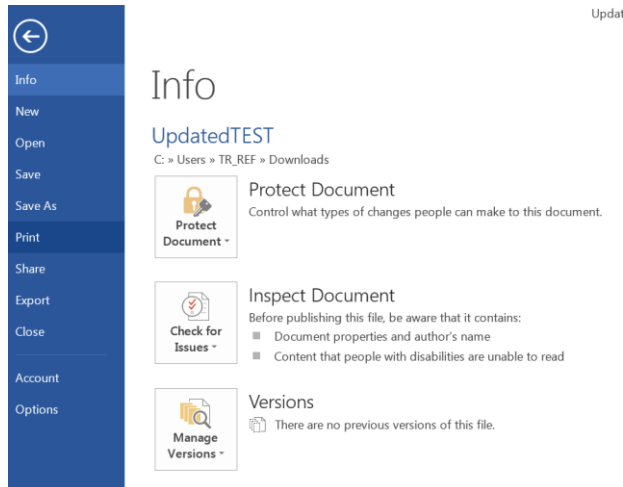 Updat
Info
New
Open
Save
Save As
Print
Share
Export
Close
Account
Options
Info
UpdatedTEST
C: » Users » TR_REF » Downloads
Protect
Document
Protect Document
Control what types of changes people can make to this document.
Check for
Issues
Inspect Document
Before publishing this file, be aware that it contains:
Document properties and author's name
Content that people with disabilities are unable to read
Manage
Versions
Versions
There are no previous versions of this file.